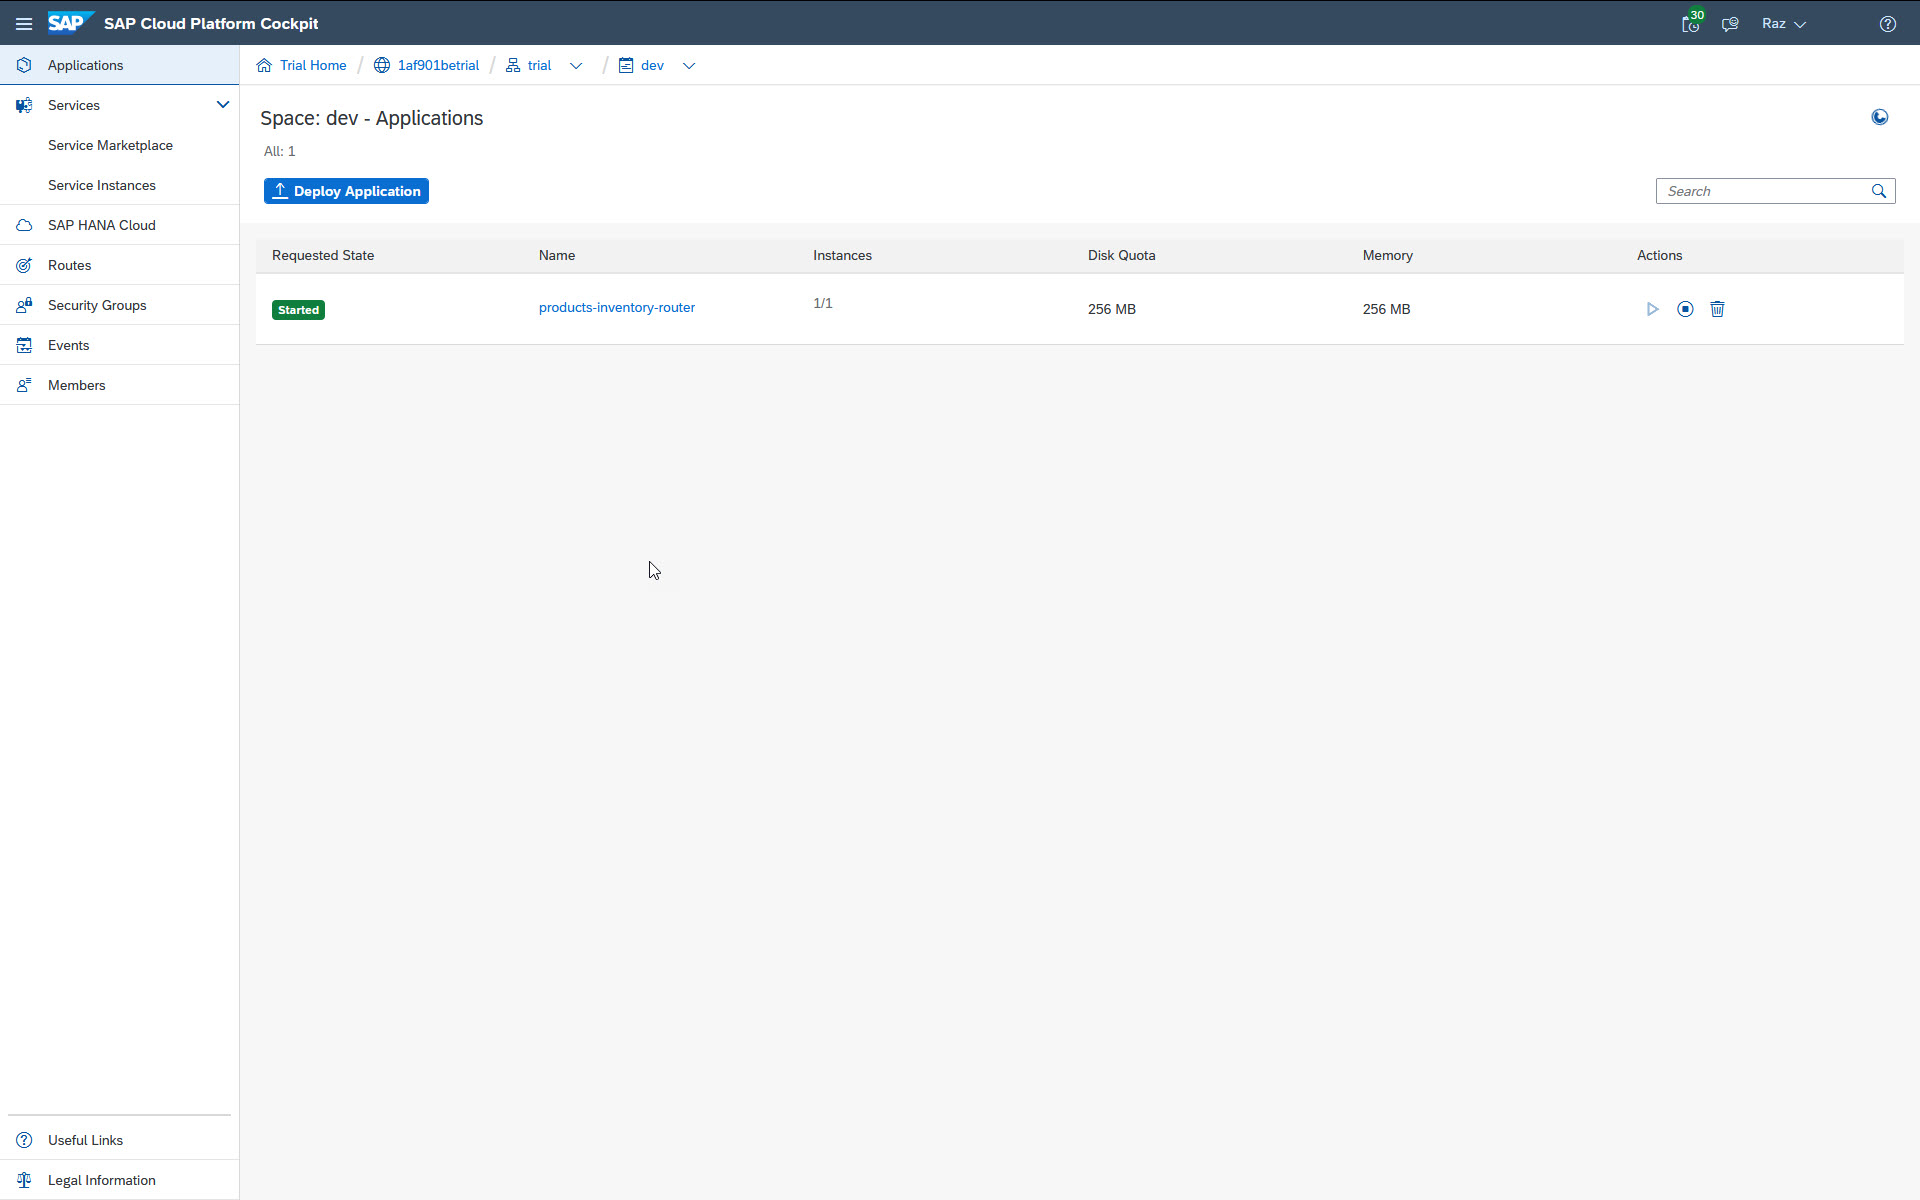 SAP SAP Cloud Platform Cockpit 30 Raz
Applications
Services
Service Marketplace
Service Instances
SAP HANA Cloud
Routes
Security Groups
Events
Members
Useful Links
Legal Information
Trial Home / 1af901betrial / trial / dev
Space: dev - Applications
All: 1
Deploy Application
Search
Requested State Name Instances Disk Quota Memory Actions
Started products-inventory-router 1/1 256 MB 256 MB